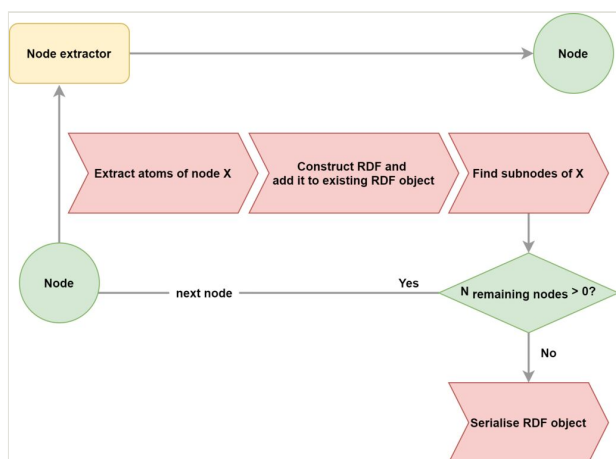 Node extractor
Node
Extract atoms of node X
Construct RDF and
add it to existing RDF object
Find subnodes of X
Node
next node
Yes
N remaining nodes > 0?
No
Serialise RDF object